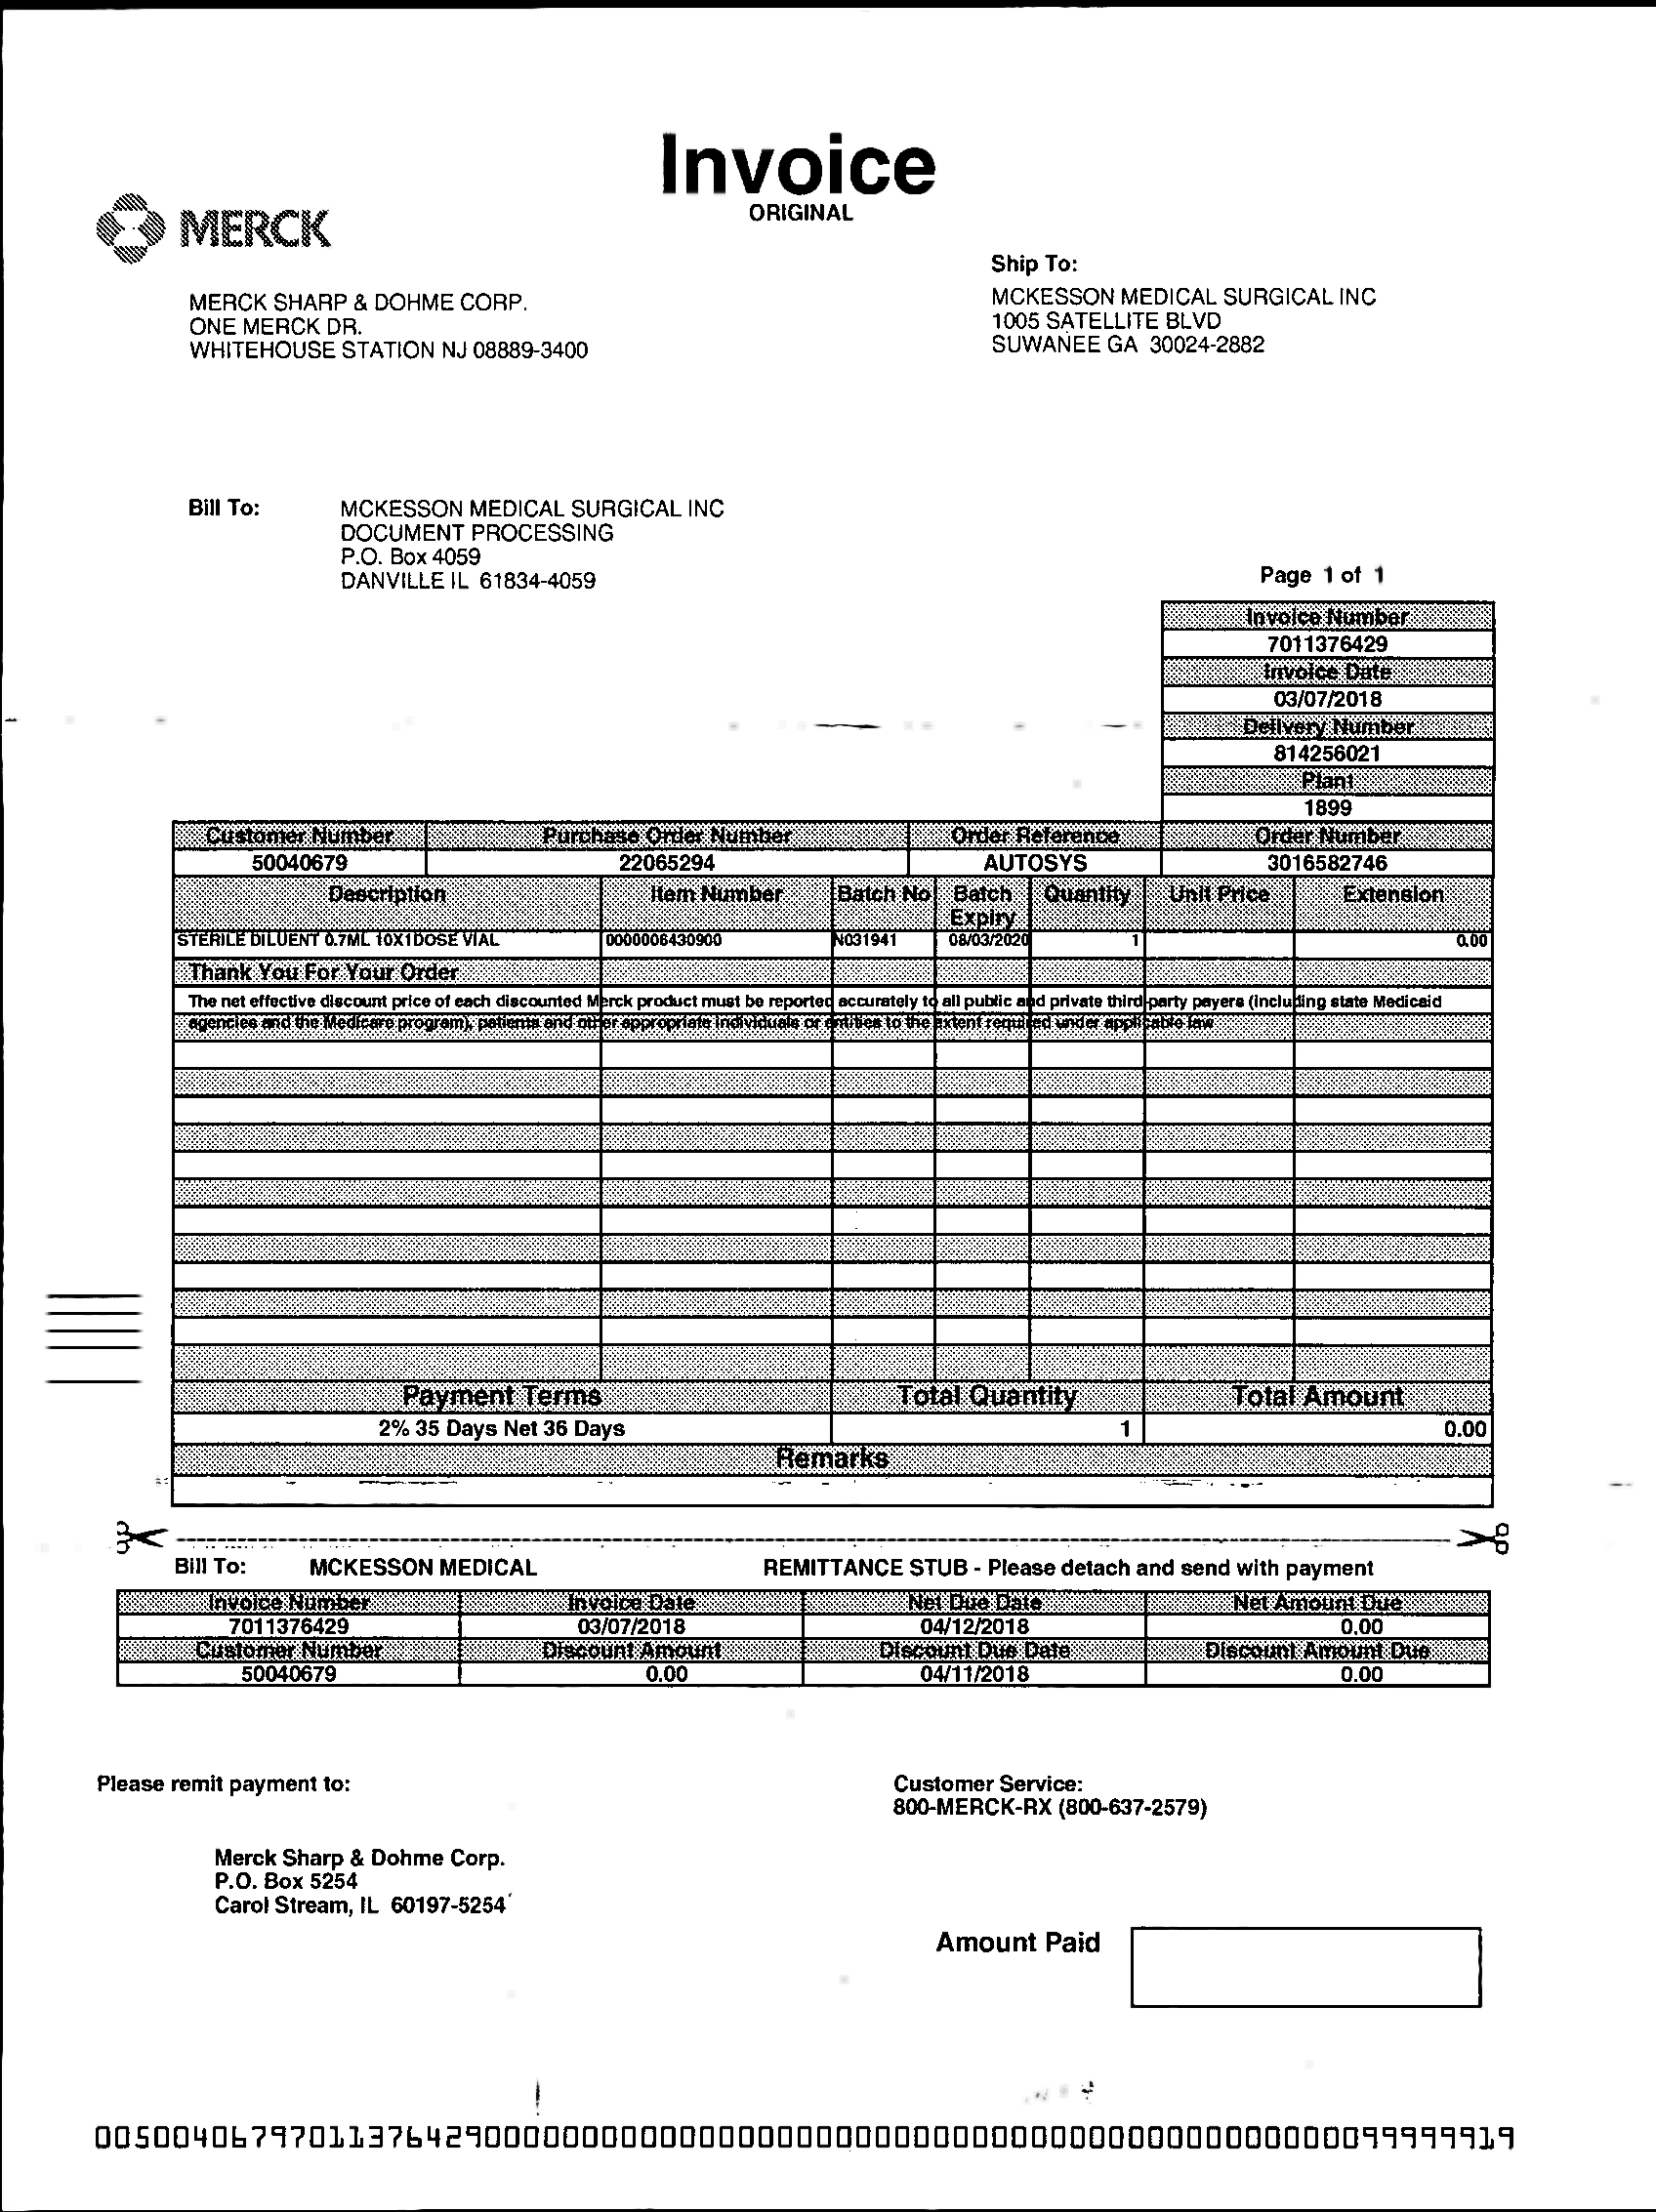 Invoice
ORIGINAL
MERCK
MERCK SHARP & DOHME CORP.
ONE MERCK DR.
WHITEHOUSE STATION NJ 08889-3400
Ship To:
MCKESSON MEDICAL SURGICAL INC
1005 SATELLITE BLVD
SUWANEE GA 30024-2882
Bill To:
MCKESSON MEDICAL SURGICAL INC
DOCUMENT PROCESSING
P.O. Box 4059
DANVILLE IL 61834-4059
Page 1 of 1
Invoice Number
7011376429
Invoice Date
03/07/2018
Delivery Number
814256021
Plant
1899
Customer Number Purchase Order Number Order Reference Order Number
50040679 22065294 AUTOSYS 3016582746
Description Item Number Batch No Batch Expiry Quantity Unit Price Extension
STERILE DILUENT 0.7ML 10X1DOSE VIAL 0000006430900 N031941 08/03/2020 1 0.00
Thank You For Your Order
The net effective discount price of each discounted Merck product must be reported accurately to all public and private third-party payers (including state Medicaid
agencies and the Medicare program), patients and other appropriate individuals or entities to the extent required under applicable law
Payment Terms Total Quantity Total Amount
2% 35 Days Net 36 Days 1 0.00
Remarks
Bill To: MCKESSON MEDICAL REMITTANCE STUB - Please detach and send with payment
Invoice Number Invoice Date Net Due Date Net Amount Due
7011376429 03/07/2018 04/12/2018 0.00
Customer Number Discount Amount Discount Due Date Discount Amount Due
50040679 0.00 04/11/2018 0.00
Please remit payment to:
Customer Service:
800-MERCK-RX (800-637-2579)
Merck Sharp & Dohme Corp.
P.O. Box 5254
Carol Stream, IL 60197-5254
Amount Paid